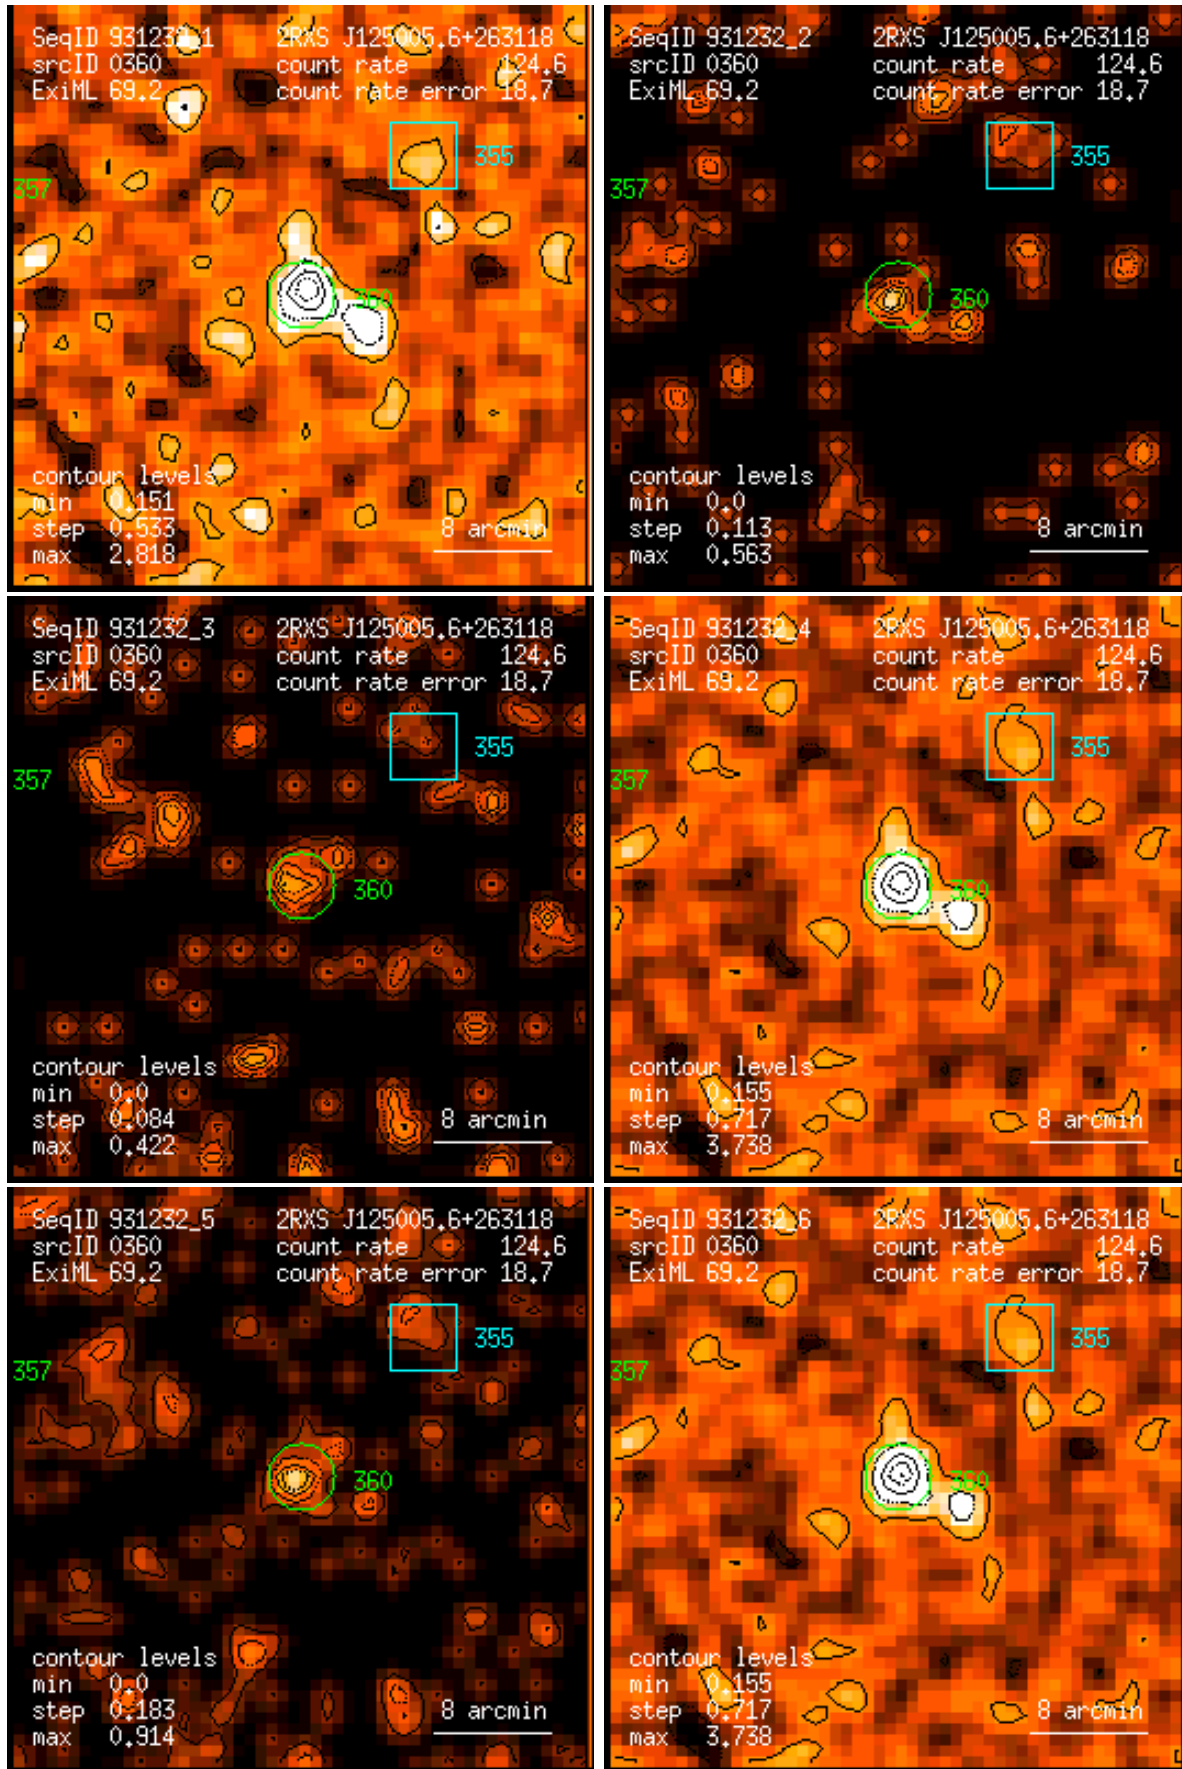 SeqID 931232_1 2RXS J125005.6+263118
srcID 0360 count rate 124.6
ExiML 69.2 count rate error 18.7
355
357
360
contour levels
min 0.151
step 0.533 8 arcmin
max 2.818
SeqID 931232_2 2RXS J125005.6+263118
srcID 0360 count rate 124.6
ExiML 69.2 count rate error 18.7
355
357
360
contour levels
min 0.0
step 0.113 8 arcmin
max 0.563
SeqID 931232_3 2RXS J125005.6+263118
srcID 0360 count rate 124.6
ExiML 69.2 count rate error 18.7
355
357
360
contour levels
min 0.0
step 0.084 8 arcmin
max 0.422
SeqID 931232_4 2RXS J125005.6+263118
srcID 0360 count rate 124.6
ExiML 69.2 count rate error 18.7
355
357
360
contour levels
min 0.155
step 0.717 8 arcmin
max 3.738
SeqID 931232_5 2RXS J125005.6+263118
srcID 0360 count rate 124.6
ExiML 69.2 count rate error 18.7
355
357
360
contour levels
min 0.0
step 0.183 8 arcmin
max 0.914
SeqID 931232_6 2RXS J125005.6+263118
srcID 0360 count rate 124.6
ExiML 69.2 count rate error 18.7
355
357
360
contour levels
min 0.155
step 0.717 8 arcmin
max 3.738